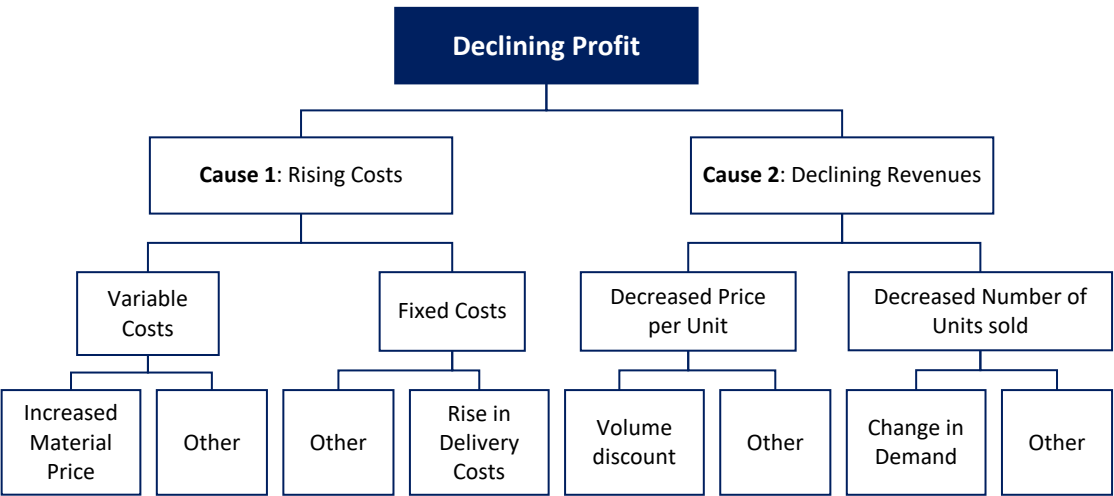 Declining Profit
Cause 1: Rising Costs
Cause 2: Declining Revenues
Variable
Costs
Fixed Costs
Decreased Price
per Unit
Decreased Number of
Units sold
Increased
Material
Price
Other
Other
Rise in
Delivery
Costs
Volume
discount
Other
Change in
Demand
Other